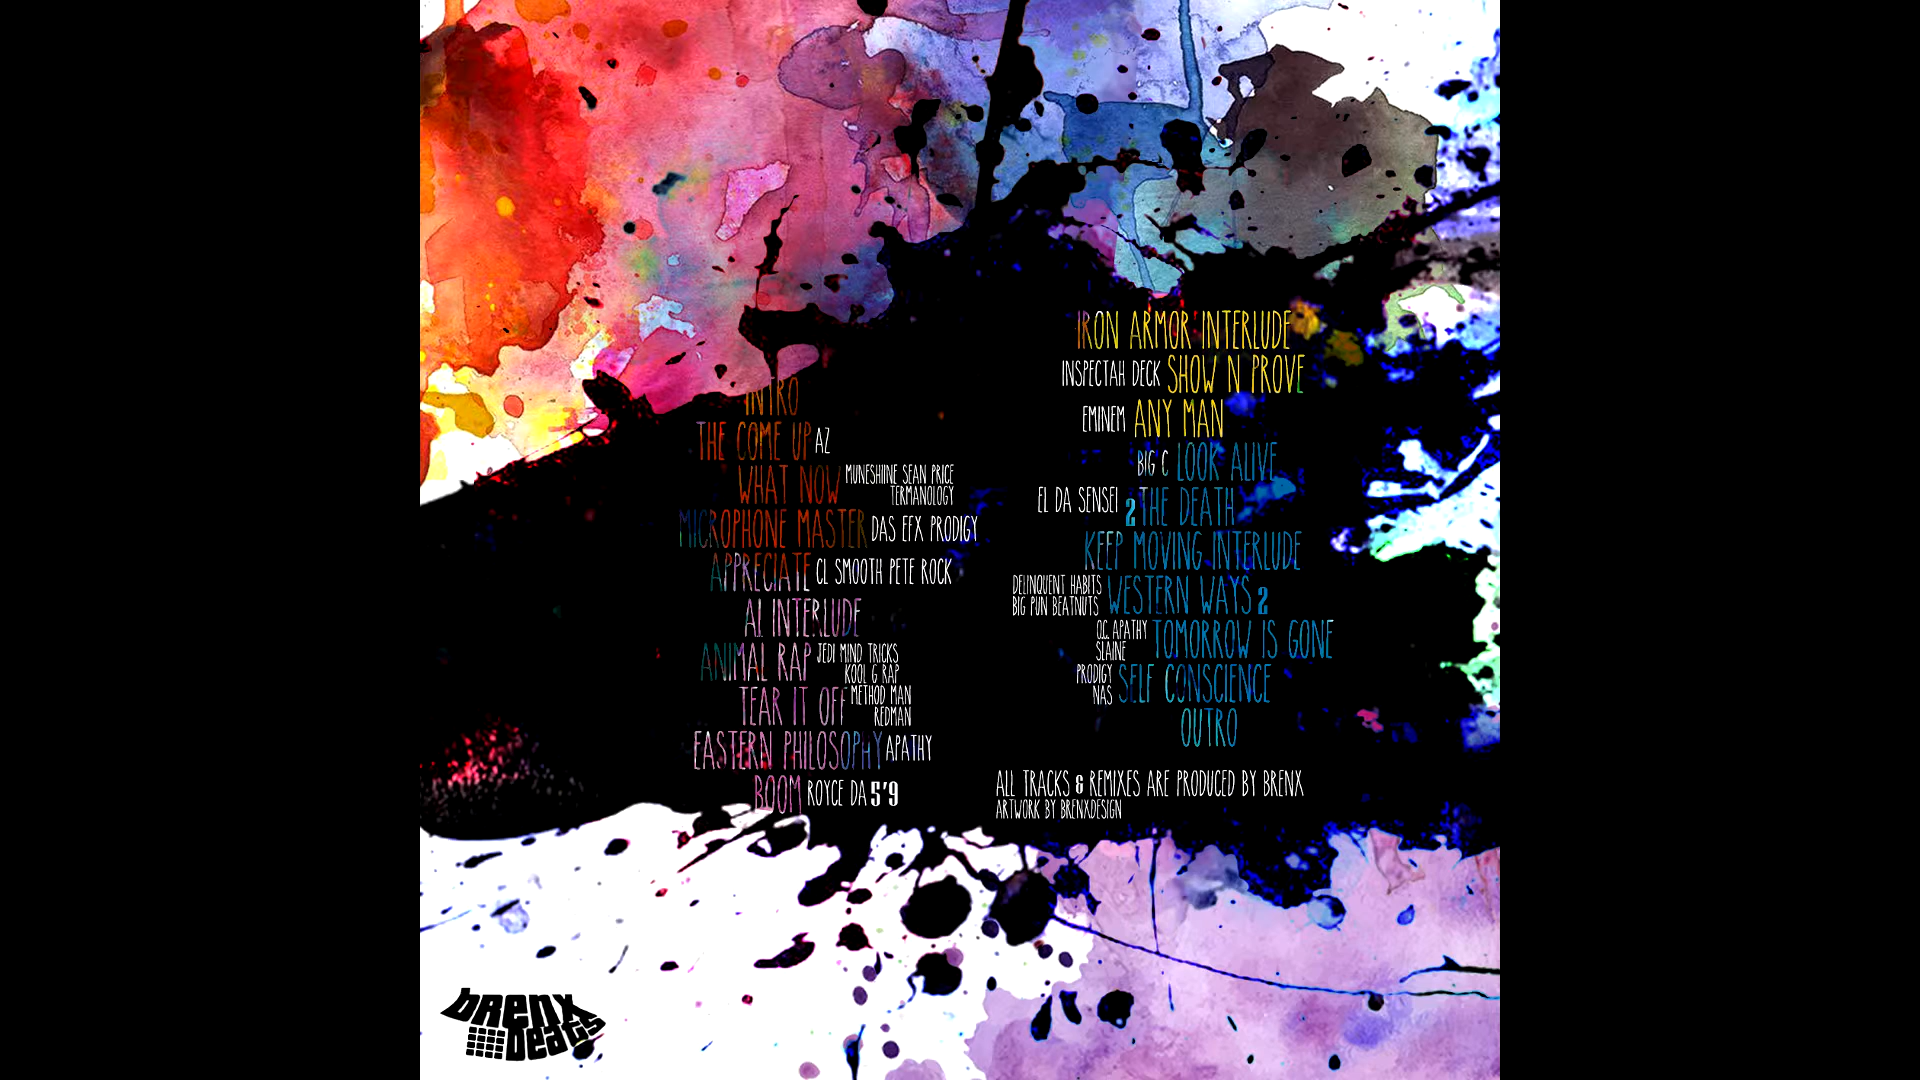 INTRO
THE COME UP AZ
WHAT NOW MUNESHINE SEAN PRICE
TERMANOLOGY
MICROPHONE MASTER DAS EFX PRODIGY
APPRECIATE CL SMOOTH PETE ROCK
AI INTERLUDE
ANIMAL RAP JEDI MIND TRICKS
KOOL G RAP
TEAR IT OFF METHOD MAN
REDMAN
EASTERN PHILOSOPHY APATHY
BOOM ROYCE DA 5'9
IRON ARMOR INTERLUDE
INSPECTAH DECK SHOW N PROVE
EMINEM ANY MAN
BIG C LOOK ALIVE
EL DA SENSEI 2 THE DEATH
KEEP MOVING INTERLUDE
DELINQUENT HABITS
BIG PUN BEATNUTS WESTERN WAYS 2
O.C. APATHY
SLAINE TOMORROW IS GONE
PRODIGY
NAS SELF CONSCIENCE
OUTRO
ALL TRACKS & REMIXES ARE PRODUCED BY BRENX
ARTWORK BY BRENXDESIGN
brenx
beats